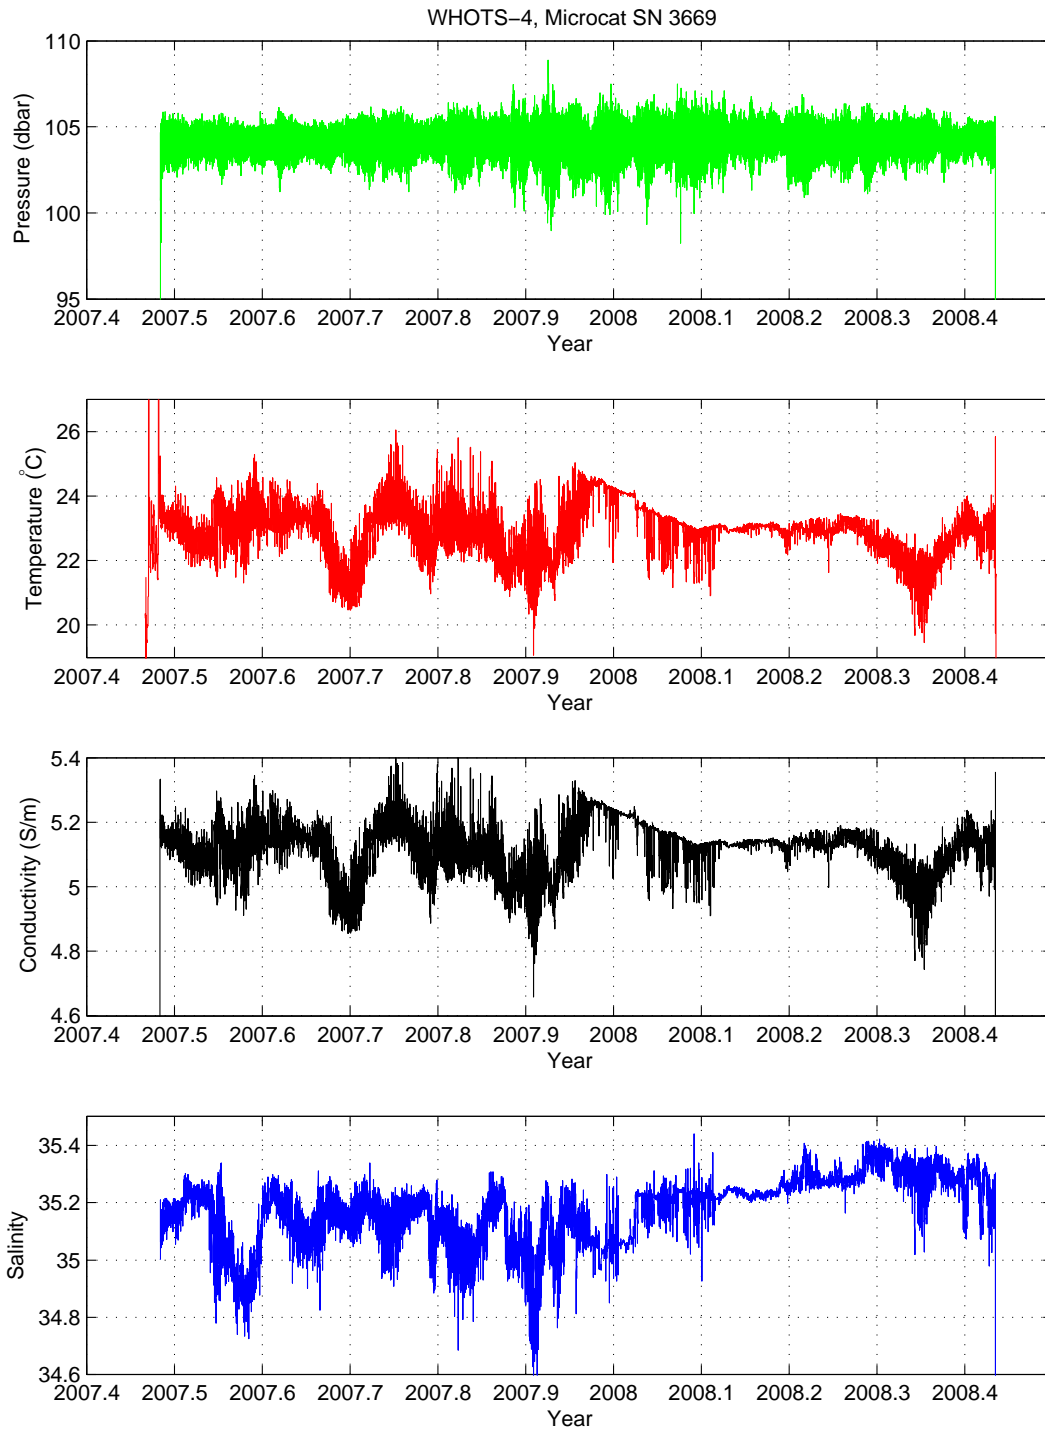 WHOTS−4, Microcat SN 3669
110
105
100
95
Pressure (dbar)
2007.4 2007.5 2007.6 2007.7 2007.8 2007.9 2008 2008.1 2008.2 2008.3 2008.4
Year
26
24
22
20
Temperature (°C)
2007.4 2007.5 2007.6 2007.7 2007.8 2007.9 2008 2008.1 2008.2 2008.3 2008.4
Year
5.4
5.2
5
4.8
4.6
Conductivity (S/m)
2007.4 2007.5 2007.6 2007.7 2007.8 2007.9 2008 2008.1 2008.2 2008.3 2008.4
Year
35.4
35.2
35
34.8
34.6
Salinity
2007.4 2007.5 2007.6 2007.7 2007.8 2007.9 2008 2008.1 2008.2 2008.3 2008.4
Year